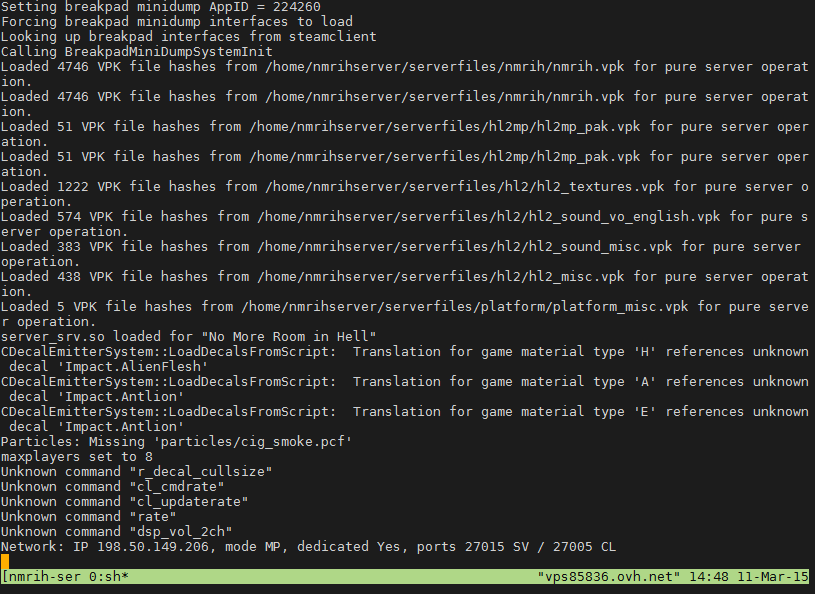 Setting breakpad minidump AppID = 224260
Forcing breakpad minidump interfaces to load
Looking up breakpad interfaces from steamclient
Calling BreakpadMiniDumpSystemInit
Loaded 4746 VPK file hashes from /home/nmrihserver/serverfiles/nmrih/nmrih.vpk for pure server operat
ion.
Loaded 4746 VPK file hashes from /home/nmrihserver/serverfiles/nmrih/nmrih.vpk for pure server operat
ion.
Loaded 51 VPK file hashes from /home/nmrihserver/serverfiles/hl2mp/hl2mp_pak.vpk for pure server oper
ation.
Loaded 51 VPK file hashes from /home/nmrihserver/serverfiles/hl2mp/hl2mp_pak.vpk for pure server oper
ation.
Loaded 1222 VPK file hashes from /home/nmrihserver/serverfiles/hl2/hl2_textures.vpk for pure server o
peration.
Loaded 574 VPK file hashes from /home/nmrihserver/serverfiles/hl2/hl2_sound_vo_english.vpk for pure s
erver operation.
Loaded 383 VPK file hashes from /home/nmrihserver/serverfiles/hl2/hl2_sound_misc.vpk for pure server
operation.
Loaded 438 VPK file hashes from /home/nmrihserver/serverfiles/hl2/hl2_misc.vpk for pure server operat
ion.
Loaded 5 VPK file hashes from /home/nmrihserver/serverfiles/platform/platform_misc.vpk for pure serve
r operation.
server_srv.so loaded for "No More Room in Hell"
CDecalEmitterSystem::LoadDecalsFromScript:  Translation for game material type 'H' references unknown
 decal 'Impact.AlienFlesh'
CDecalEmitterSystem::LoadDecalsFromScript:  Translation for game material type 'A' references unknown
 decal 'Impact.Antlion'
CDecalEmitterSystem::LoadDecalsFromScript:  Translation for game material type 'E' references unknown
 decal 'Impact.Antlion'
Particles: Missing 'particles/cig_smoke.pcf'
maxplayers set to 8
Unknown command "r_decal_cullsize"
Unknown command "cl_cmdrate"
Unknown command "cl_updaterate"
Unknown command "rate"
Unknown command "dsp_vol_2ch"
Network: IP 198.50.149.206, mode MP, dedicated Yes, ports 27015 SV / 27005 CL
[nmrih-ser 0:sh* "vps85836.ovh.net" 14:48 11-Mar-15